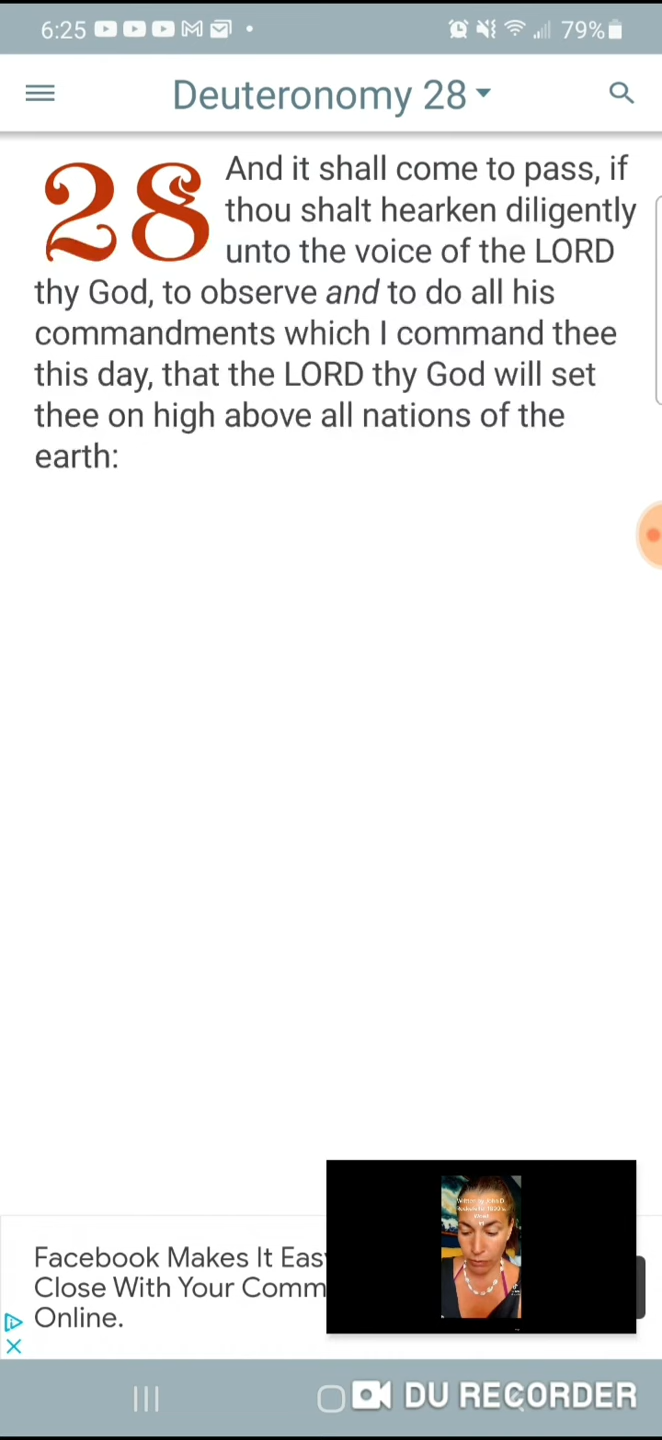 6:25
79%
Deuteronomy 28
28
And it shall come to pass, if
thou shalt hearken diligently
unto the voice of the LORD
thy God, to observe and to do all his
commandments which I command thee
this day, that the LORD thy God will set
thee on high above all nations of the
earth:
Facebook Makes It Eas
Close With Your Comm
Online.
DU RECORDER